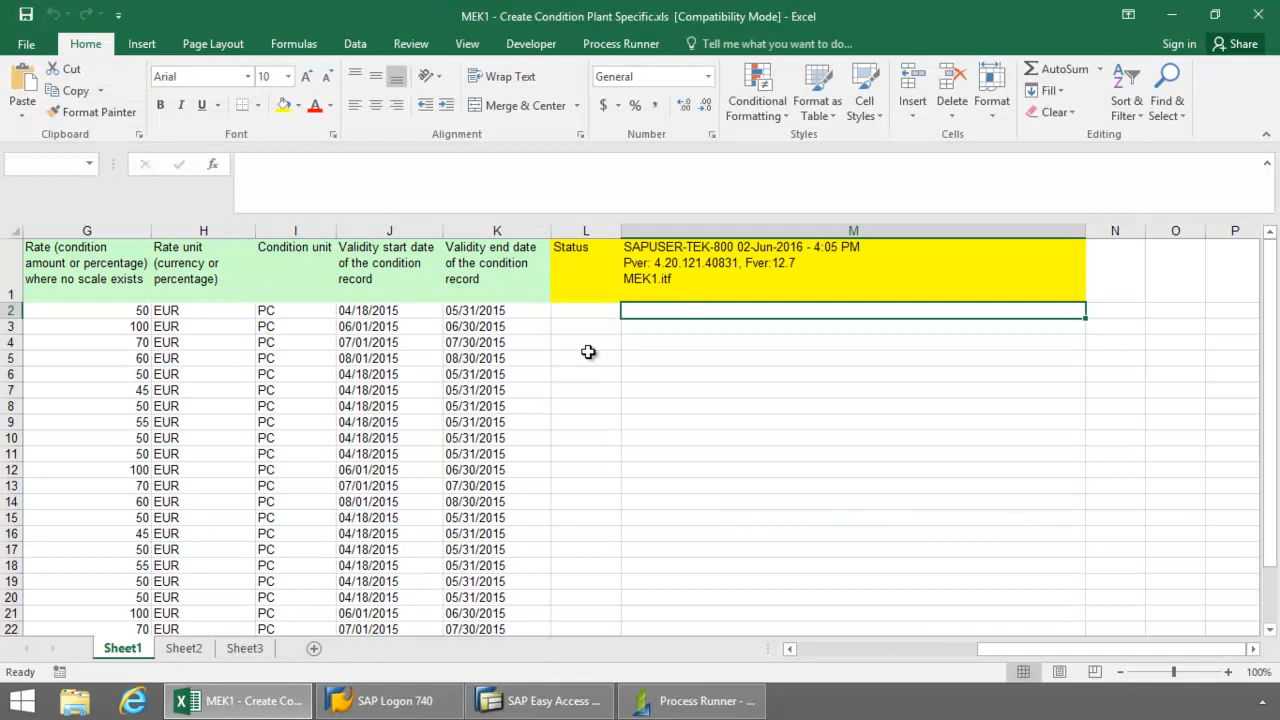 MEK1 - Create Condition Plant Specific.xls [Compatibility Mode] - Excel
File Home Insert Page Layout Formulas Data Review View Developer Process Runner Tell me what you want to do... Sign in Share
Paste
Cut
Copy
Format Painter
Clipboard
Arial 10
B I U
Font
Wrap Text
Merge & Center
Alignment
General
$ % ,
Number
Conditional Formatting
Format as Table
Cell Styles
Styles
Insert Delete Format
Cells
AutoSum
Fill
Clear
Sort & Filter
Find & Select
Editing
fx
G H I J K L M N O P
1 Rate (condition amount or percentage) where no scale exists
Rate unit (currency or percentage)
Condition unit
Validity start date of the condition record
Validity end date of the condition record
Status
SAPUSER-TEK-800 02-Jun-2016 - 4:05 PM
Pver: 4.20.121.40831, Fver:12.7
MEK1.itf
2 50 EUR PC 04/18/2015 05/31/2015
3 100 EUR PC 06/01/2015 06/30/2015
4 70 EUR PC 07/01/2015 07/30/2015
5 60 EUR PC 08/01/2015 08/30/2015
6 50 EUR PC 04/18/2015 05/31/2015
7 45 EUR PC 04/18/2015 05/31/2015
8 50 EUR PC 04/18/2015 05/31/2015
9 55 EUR PC 04/18/2015 05/31/2015
10 50 EUR PC 04/18/2015 05/31/2015
11 50 EUR PC 04/18/2015 05/31/2015
12 100 EUR PC 06/01/2015 06/30/2015
13 70 EUR PC 07/01/2015 07/30/2015
14 60 EUR PC 08/01/2015 08/30/2015
15 50 EUR PC 04/18/2015 05/31/2015
16 45 EUR PC 04/18/2015 05/31/2015
17 50 EUR PC 04/18/2015 05/31/2015
18 55 EUR PC 04/18/2015 05/31/2015
19 50 EUR PC 04/18/2015 05/31/2015
20 50 EUR PC 04/18/2015 05/31/2015
21 100 EUR PC 06/01/2015 06/30/2015
22 70 EUR PC 07/01/2015 07/30/2015
Sheet1 Sheet2 Sheet3
Ready 100%
MEK1 - Create Co... SAP Logon 740 SAP Easy Access ... Process Runner - ...